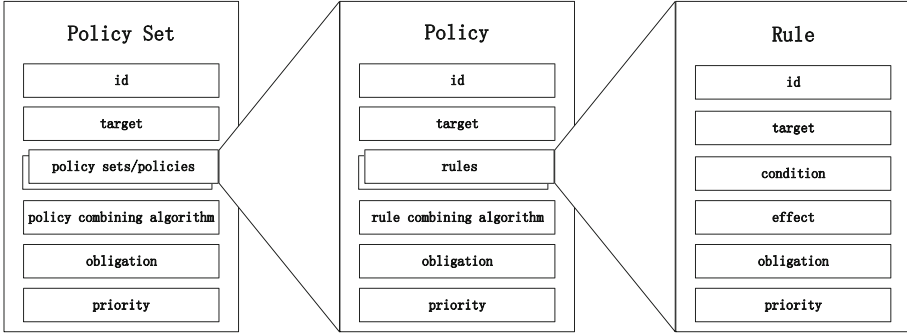 Policy Set
id
target
policy sets/policies
policy combining algorithm
obligation
priority
Policy
id
target
rules
rule combining algorithm
obligation
priority
Rule
id
target
condition
effect
obligation
priority